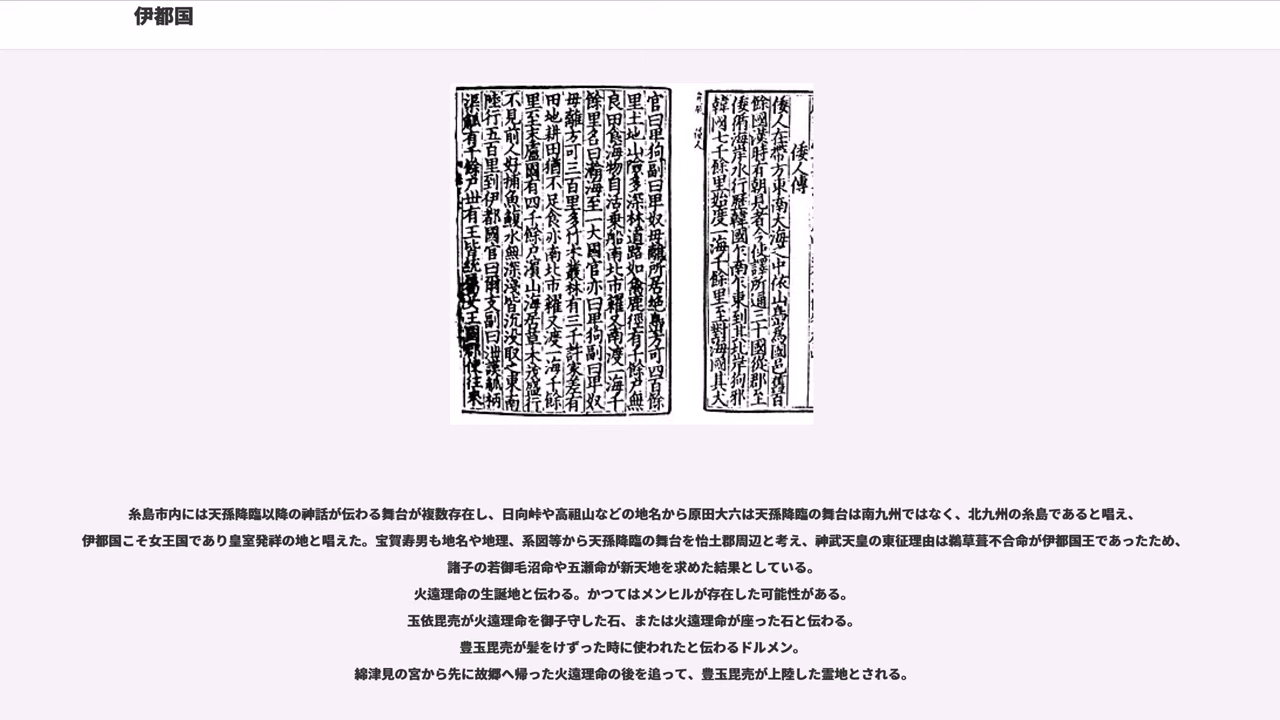 伊都国
倭人傳
倭人在帶方東南大海之中依山島爲國邑舊百
餘國漢時有朝見者今使譯所通三十國從郡至
倭循海岸水行歷韓國乍南乍東到其北岸狗邪
韓國七千餘里始度一海千餘里至對海國其大
官曰卑狗副曰卑奴母離所居絶島方可四百餘
里土地山險多深林道路如禽鹿徑有千餘戸無
良田食海物自活乗船南北市糴又南渡一海千
餘里名曰瀚海至一大國官亦曰卑狗副曰卑奴
母離方可三百里多竹木叢林有三千許家差有
田地耕田猶不足食亦南北市糴又渡一海千餘
里至末盧國有四千餘戸濱山海居草木茂盛行
不見前人好捕魚鰒水無深淺皆沉没取之東南
陸行五百里到伊都國官曰爾支副曰泄謨觚柄
渠觚有千餘戸丗有王皆統屬女王國郡使往來
糸島市内には天孫降臨以降の神話が伝わる舞台が複数存在し、日向峠や高祖山などの地名から原田大六は天孫降臨の舞台は南九州ではなく、北九州の糸島であると唱え、
伊都国こそ女王国であり皇室発祥の地と唱えた。宝賀寿男も地名や地理、系図等から天孫降臨の舞台を怡土郡周辺と考え、神武天皇の東征理由は鵜草葺不合命が伊都国王であったため、
諸子の若御毛沼命や五瀬命が新天地を求めた結果としている。
火遠理命の生誕地と伝わる。かつてはメンヒルが存在した可能性がある。
玉依毘売が火遠理命を御子守した石、または火遠理命が座った石と伝わる。
豊玉毘売が髪をけずった時に使われたと伝わるドルメン。
綿津見の宮から先に故郷へ帰った火遠理命の後を追って、豊玉毘売が上陸した霊地とされる。